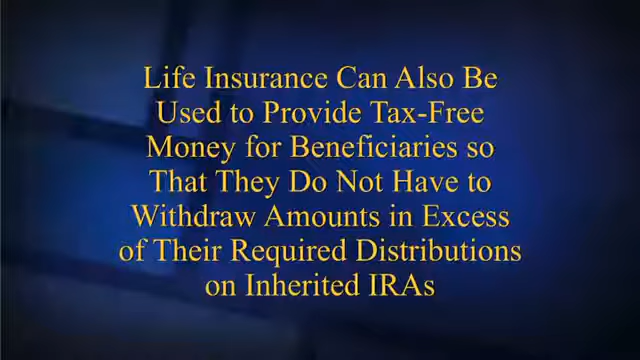 Life Insurance Can Also Be
Used to Provide Tax-Free
Money for Beneficiaries so
That They Do Not Have to
Withdraw Amounts in Excess
of Their Required Distributions
on Inherited IRAs